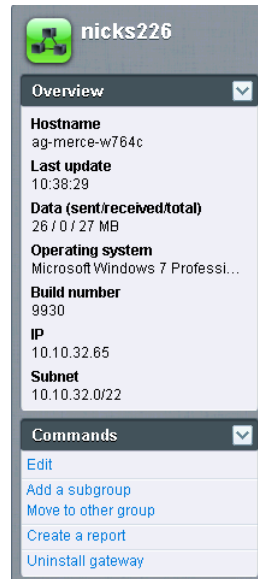 nicks226
Overview
Hostname
ag-merce-w764c
Last update
10:38:29
Data (sent/received/total)
26 / 0 / 27 MB
Operating system
Microsoft Windows 7 Professi...
Build number
9930
IP
10.10.32.65
Subnet
10.10.32.0/22
Commands
Edit
Add a subgroup
Move to other group
Create a report
Uninstall gateway